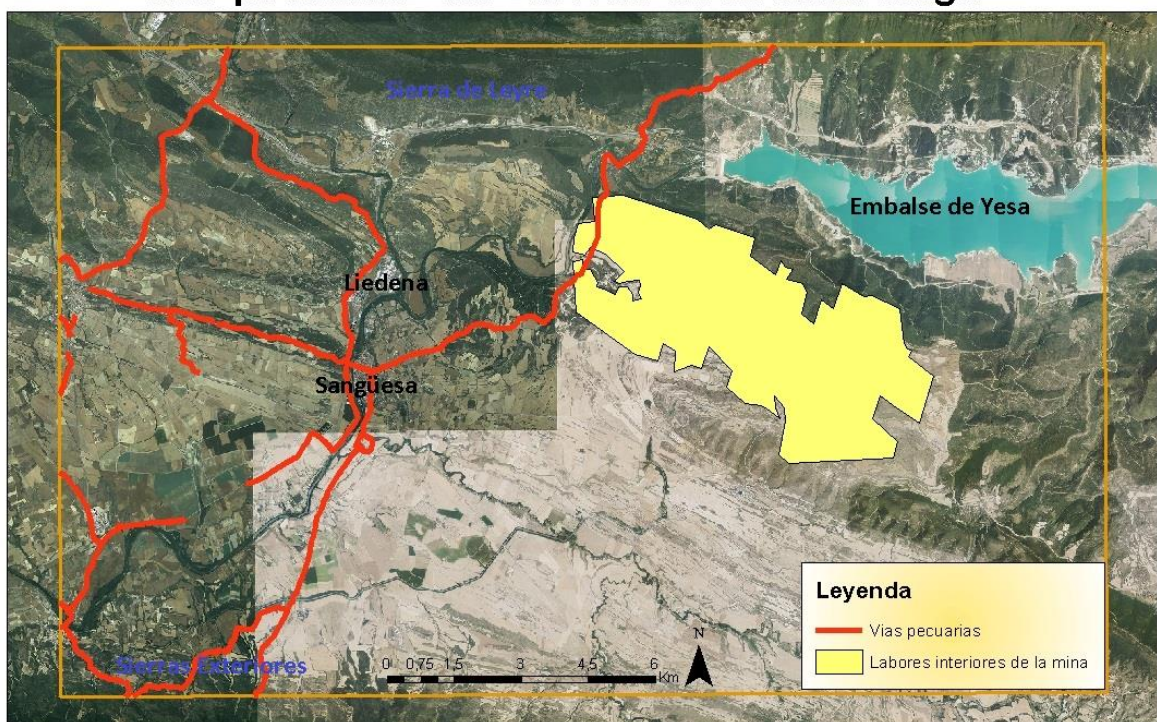 Sierra de Leyre
Embalse de Yesa
Liedena
Sangüesa
Sierras Exteriores
0 0,75 1,5 3 4,5 6
Km
N
Leyenda
Vias pecuarias
Labores interiores de la mina